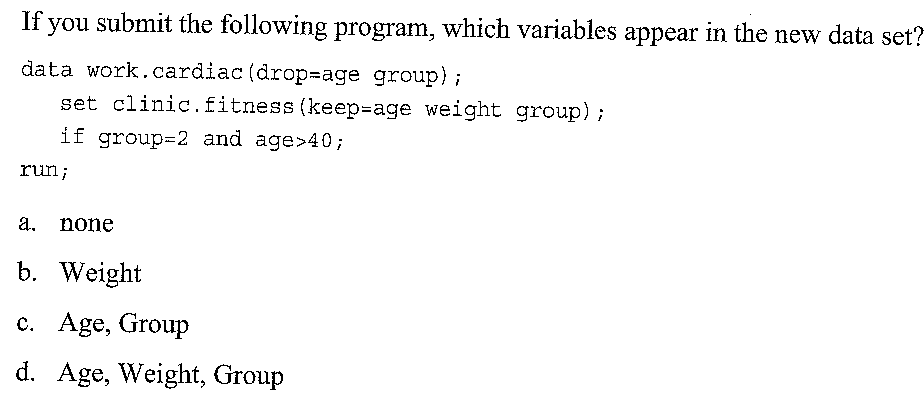 If you submit the following program, which variables appear in the new data set?
data work.cardiac(drop=age group);
set clinic.fitness(keep=age weight group);
if group=2 and age>40;
run;
a. none
b. Weight
c. Age, Group
d. Age, Weight, Group